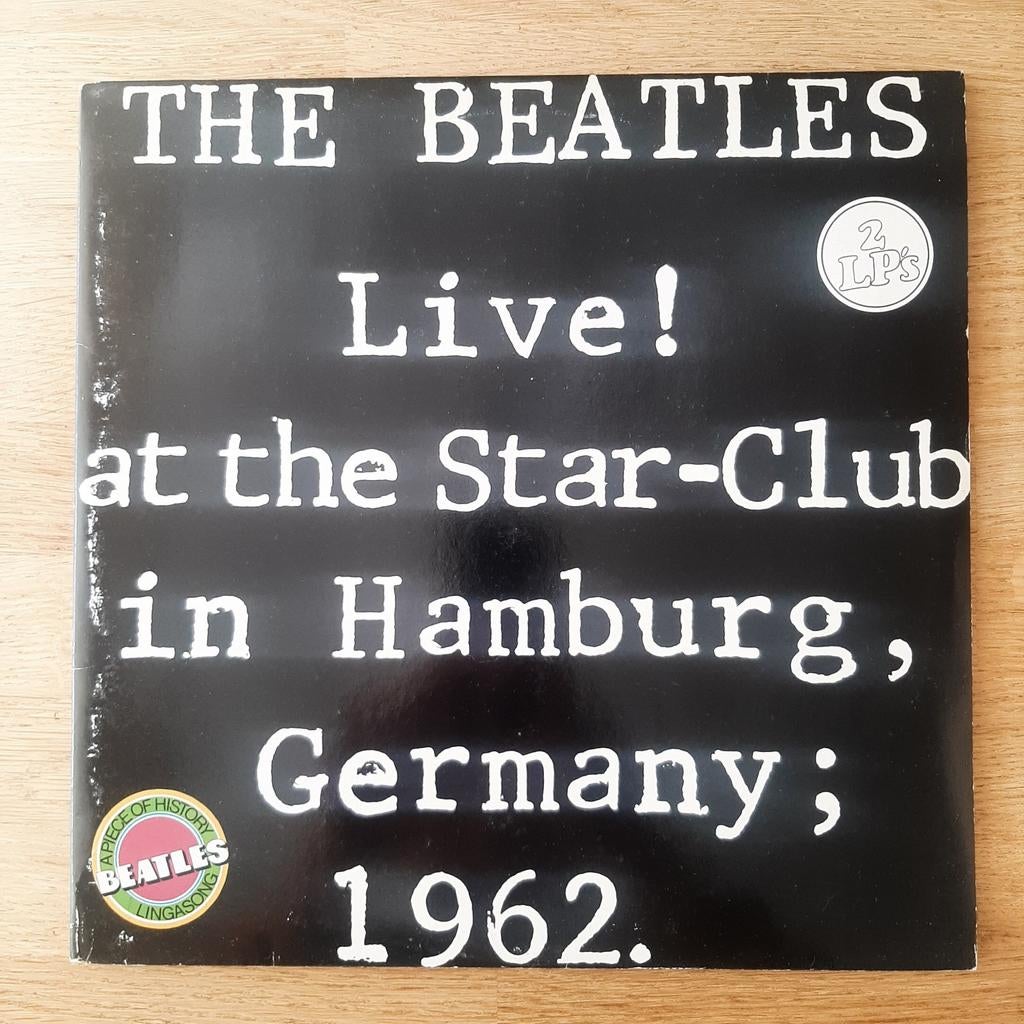 THE BEATLES
2
LP's
Live!
at the Star-Club
in Hamburg,
Germany;
A PIECE OF HISTORY
BEATLES
LINGASONG
1962.